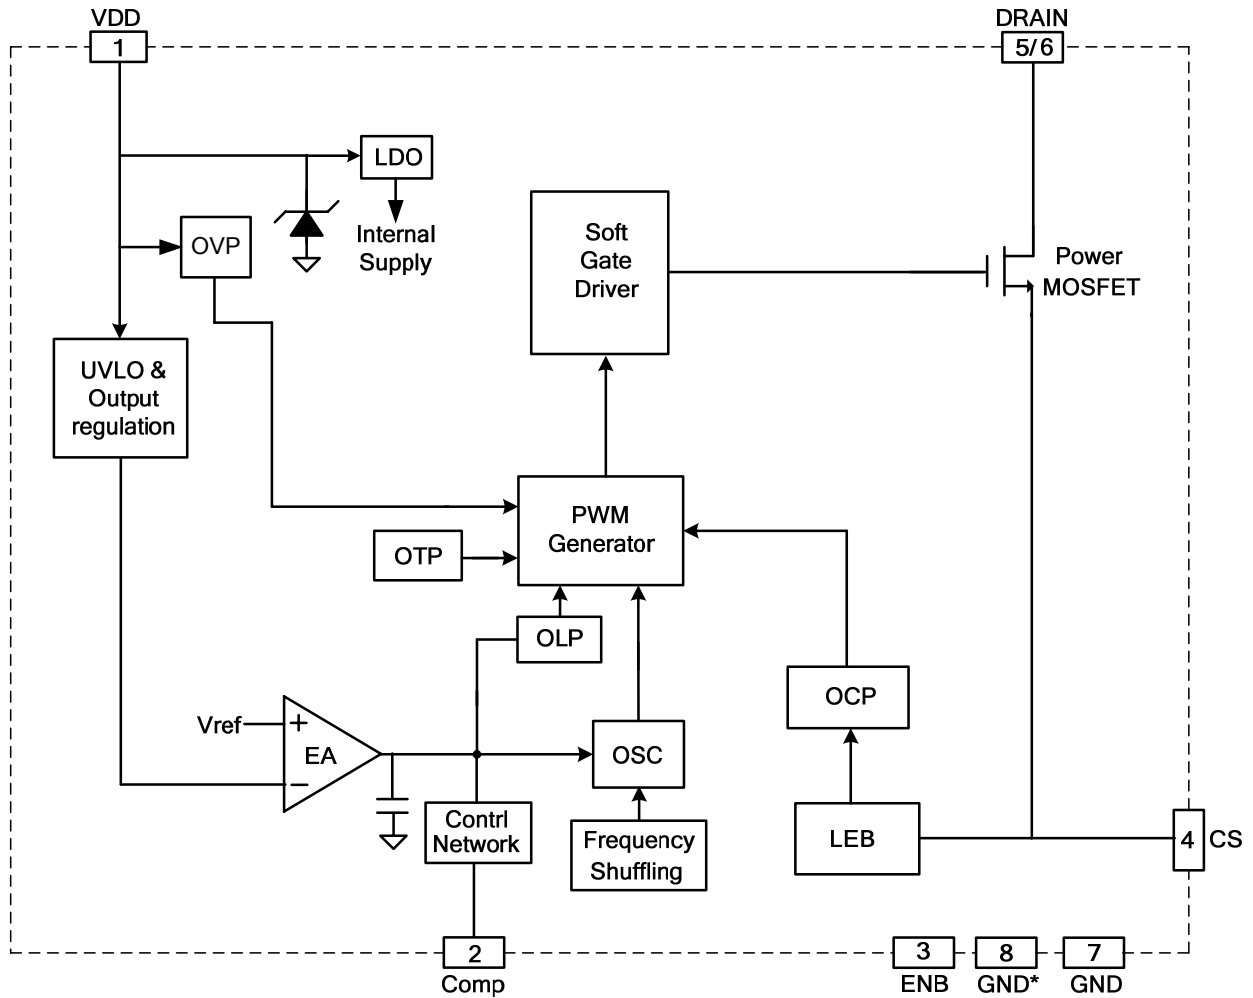 VDD
1
DRAIN
5/6
LDO
Internal
Supply
OVP
Soft
Gate
Driver
Power
MOSFET
UVLO &
Output
regulation
PWM
Generator
OTP
OLP
OCP
Vref
+
EA
−
OSC
Contrl
Network
Frequency
Shuffling
LEB
4
CS
2
Comp
3
ENB
8
GND*
7
GND